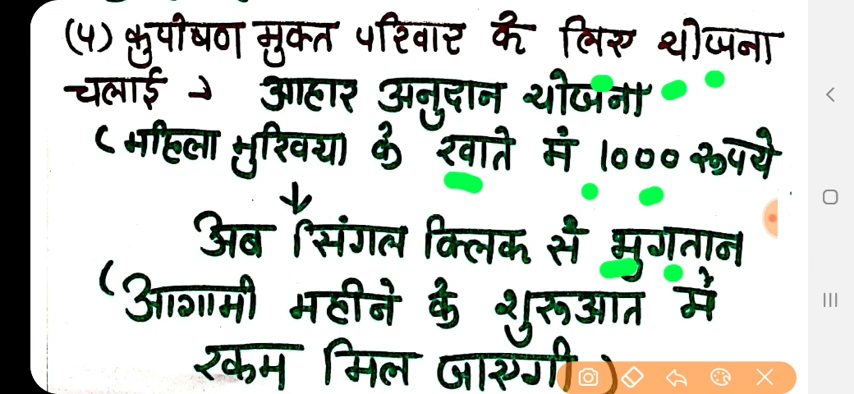 (५) कुपोषण मुक्त परिवार के लिए योजना
चलाई → आहार अनुदान योजना
(महिला मुखिया के खाते में 1000 रूपये
↓
अब सिंगल क्लिक से भुगतान
(आगामी महीने के शुरूआत में
रकम मिल जाएगी)